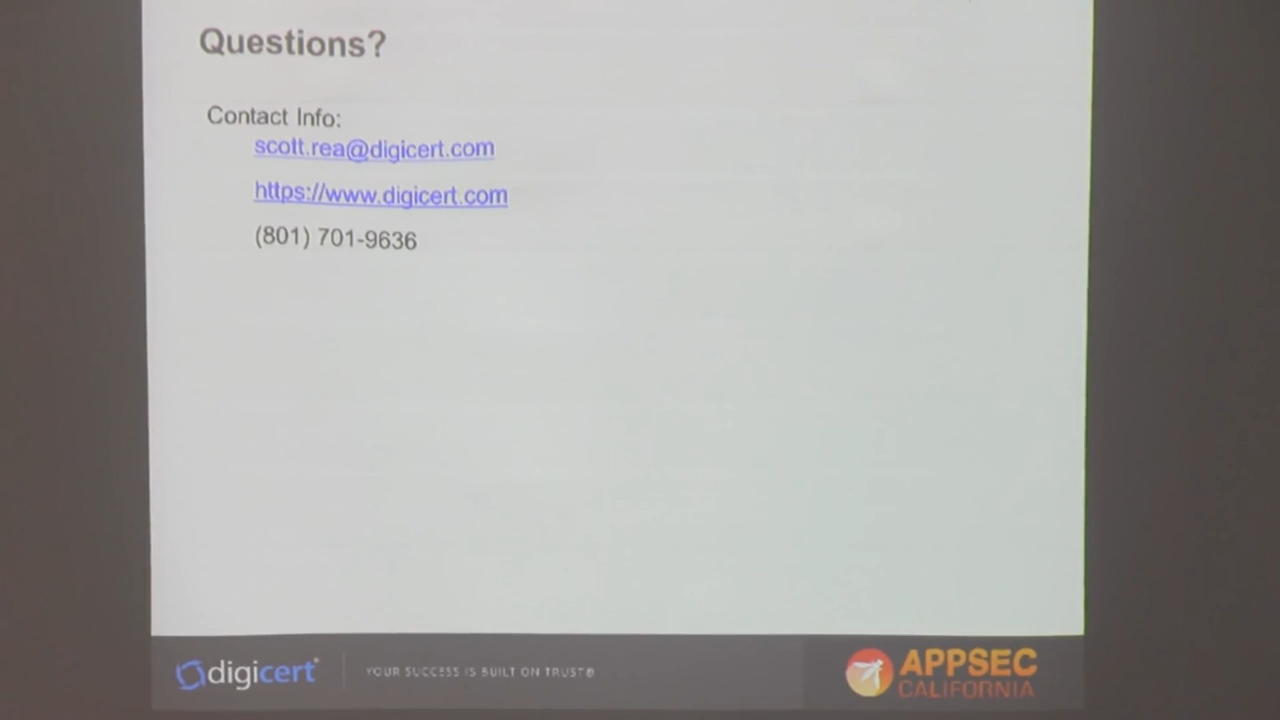 Questions?
Contact Info:
scott.rea@digicert.com
https://www.digicert.com
(801) 701-9636
digicert®
YOUR SUCCESS IS BUILT ON TRUST®
APPSEC
CALIFORNIA